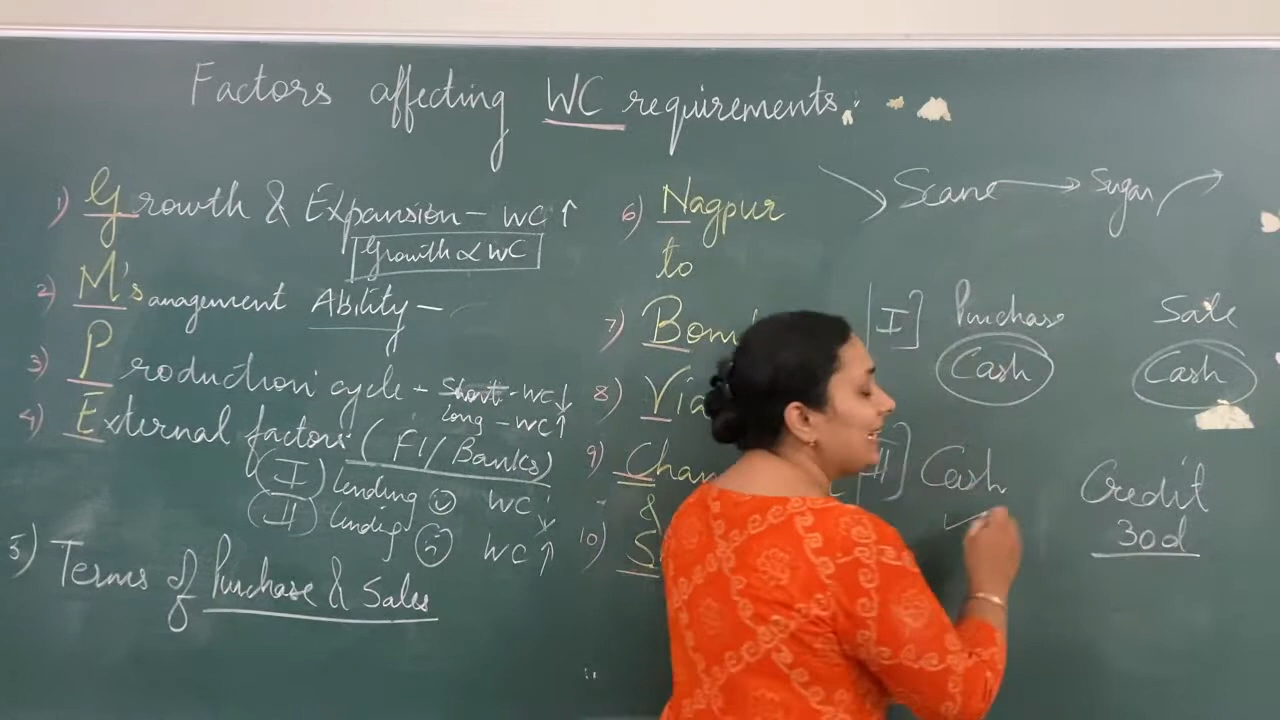 Factors affecting WC requirements.
1) Growth & Expansion - WC ↑
Growth ∝ WC
2) M's anagement Ability -
3) Production cycle - Short - WC ↓
Long - WC ↑
4) External factors (FI/Banks)
(I) lending ☺ WC ↓
(II) lending ☹ WC ↑
5) Terms of Purchase & Sales
6) Nagpur
to
7) Bom
8) Via
9) Chan
&
10) S
Scane → Sugar
I] Purchase Sale
Cash Cash
II] Cash Credit
30d